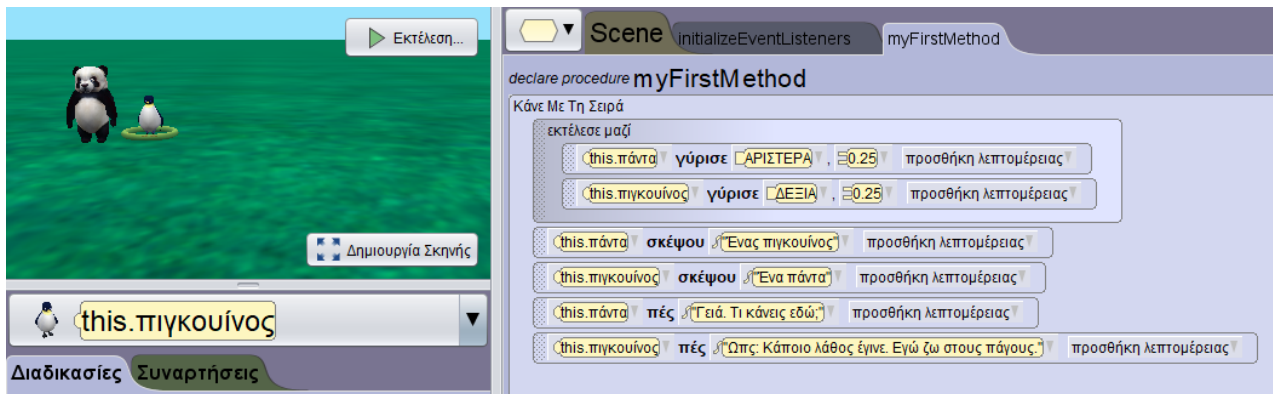 Εκτέλεση...
Δημιουργία Σκηνής
this.πιγκουίνος
Διαδικασίες Συναρτήσεις
Scene initializeEventListeners myFirstMethod
declare procedure myFirstMethod
Κάνε Με Τη Σειρά
εκτέλεσε μαζί
this.πάντα γύρισε ΑΡΙΣΤΕΡΑ , 0.25 προσθήκη λεπτομέρειας
this.πιγκουίνος γύρισε ΔΕΞΙΑ , 0.25 προσθήκη λεπτομέρειας
this.πάντα σκέψου "Ένας πιγκουίνος" προσθήκη λεπτομέρειας
this.πιγκουίνος σκέψου "Ένα πάντα" προσθήκη λεπτομέρειας
this.πάντα πές "Γειά. Τι κάνεις εδώ;" προσθήκη λεπτομέρειας
this.πιγκουίνος πές "Ωπς: Κάποιο λάθος έγινε. Εγώ ζω στους πάγους." προσθήκη λεπτομέρειας